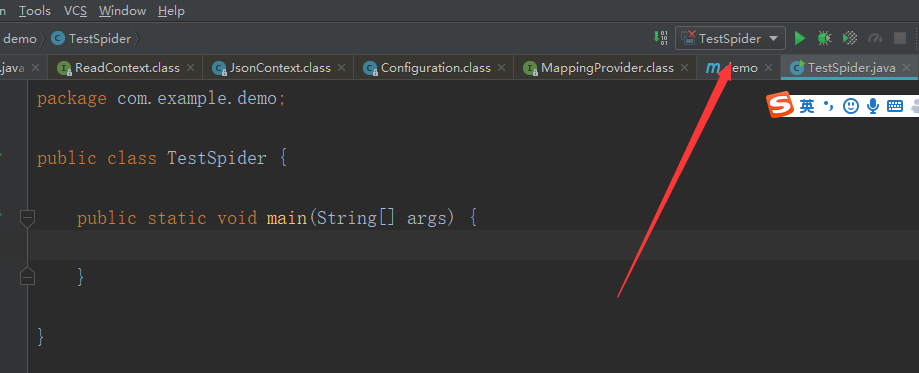 n Tools VCS Window Help
demo TestSpider TestSpider
.java ReadContext.class JsonContext.class Configuration.class MappingProvider.class demo TestSpider.java
package com.example.demo;
英
public class TestSpider {
public static void main(String[] args) {
}
}